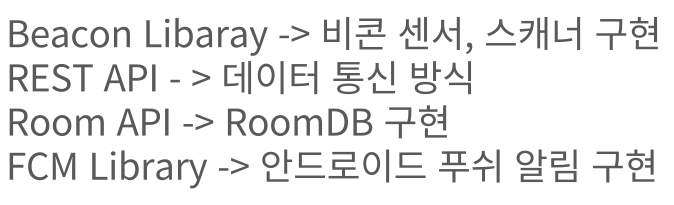 Beacon Libaray -> 비콘 센서, 스캐너 구현
REST API - > 데이터 통신 방식
Room API -> RoomDB 구현
FCM Library -> 안드로이드 푸쉬 알림 구현